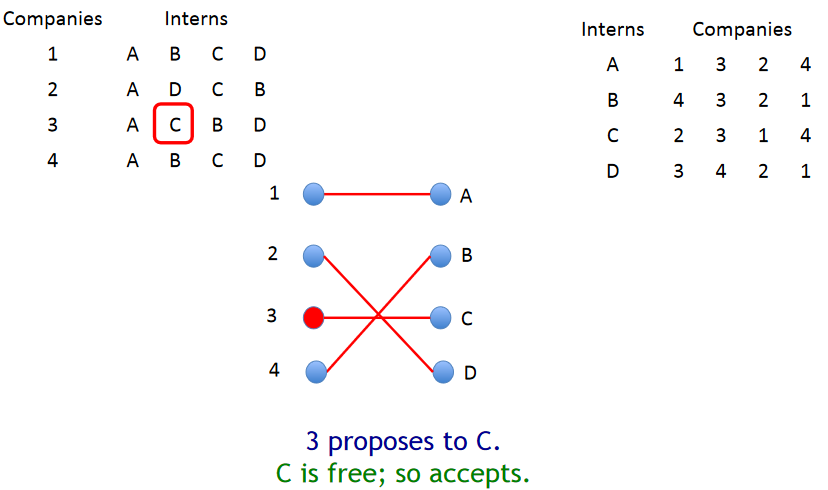 Companies Interns
1 A B C D
2 A D C B
3 A C B D
4 A B C D
Interns Companies
A 1 3 2 4
B 4 3 2 1
C 2 3 1 4
D 3 4 2 1
1 A
2 B
3 C
4 D
3 proposes to C.
C is free; so accepts.